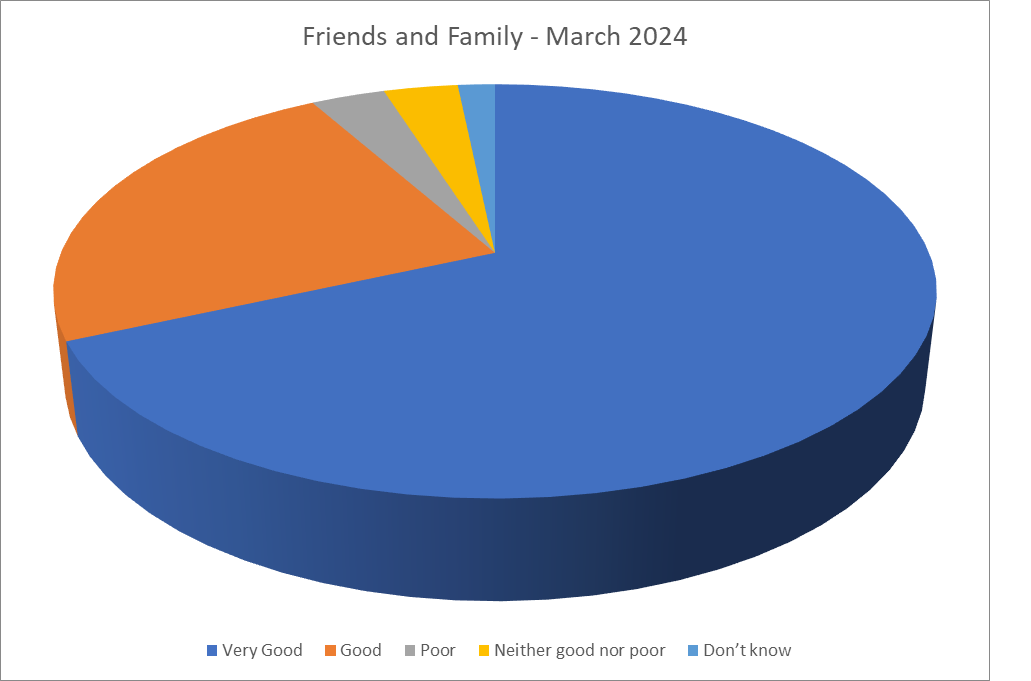 Friends and Family - March 2024
Very Good Good Poor Neither good nor poor Don’t know